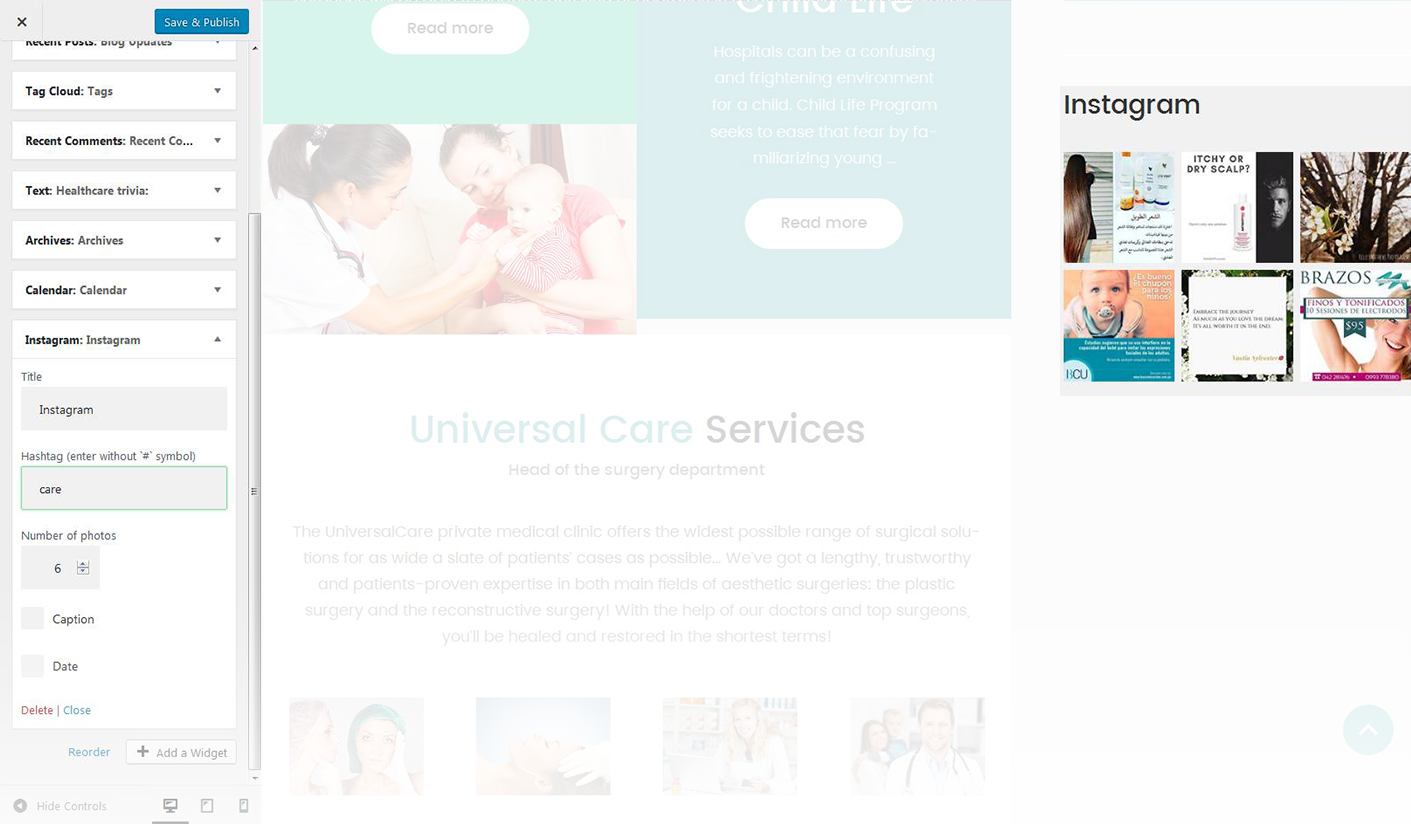 Save & Publish
Recent Posts: Blog Updates
Tag Cloud: Tags
Recent Comments: Recent Co...
Text: Healthcare trivia:
Archives: Archives
Calendar: Calendar
Instagram: Instagram
Title
Instagram
Hashtag (enter without `#` symbol)
care
Number of photos
6
Caption
Date
Delete | Close
Reorder
Add a Widget
Hide Controls
Read more
Child Life
Hospitals can be a confusing
and frightening environment
for a child. Child Life Program
seeks to ease that fear by fa-
miliarizing young ...
Read more
Universal Care Services
Head of the surgery department
The UniversalCare private medical clinic offers the widest possible range of surgical solu-
tions for as wide a slate of patients' cases as possible... We've got a lengthy, trustworthy
and patients-proven expertise in both main fields of aesthetic surgeries: the plastic
surgery and the reconstructive surgery! With the help of our doctors and top surgeons,
you'll be healed and restored in the shortest terms!
Instagram
ITCHY OR
DRY SCALP?
¿Es bueno
el chupon
para los
niños?
BCU
EMBRACE THE JOURNEY
AS MUCH AS YOU LOVE THE DREAM
IT'S ALL WORTH IT IN THE END.
BRAZOS
FINOS Y TONIFICADOS
10 SESIONES DE ELECTRODOS
$95